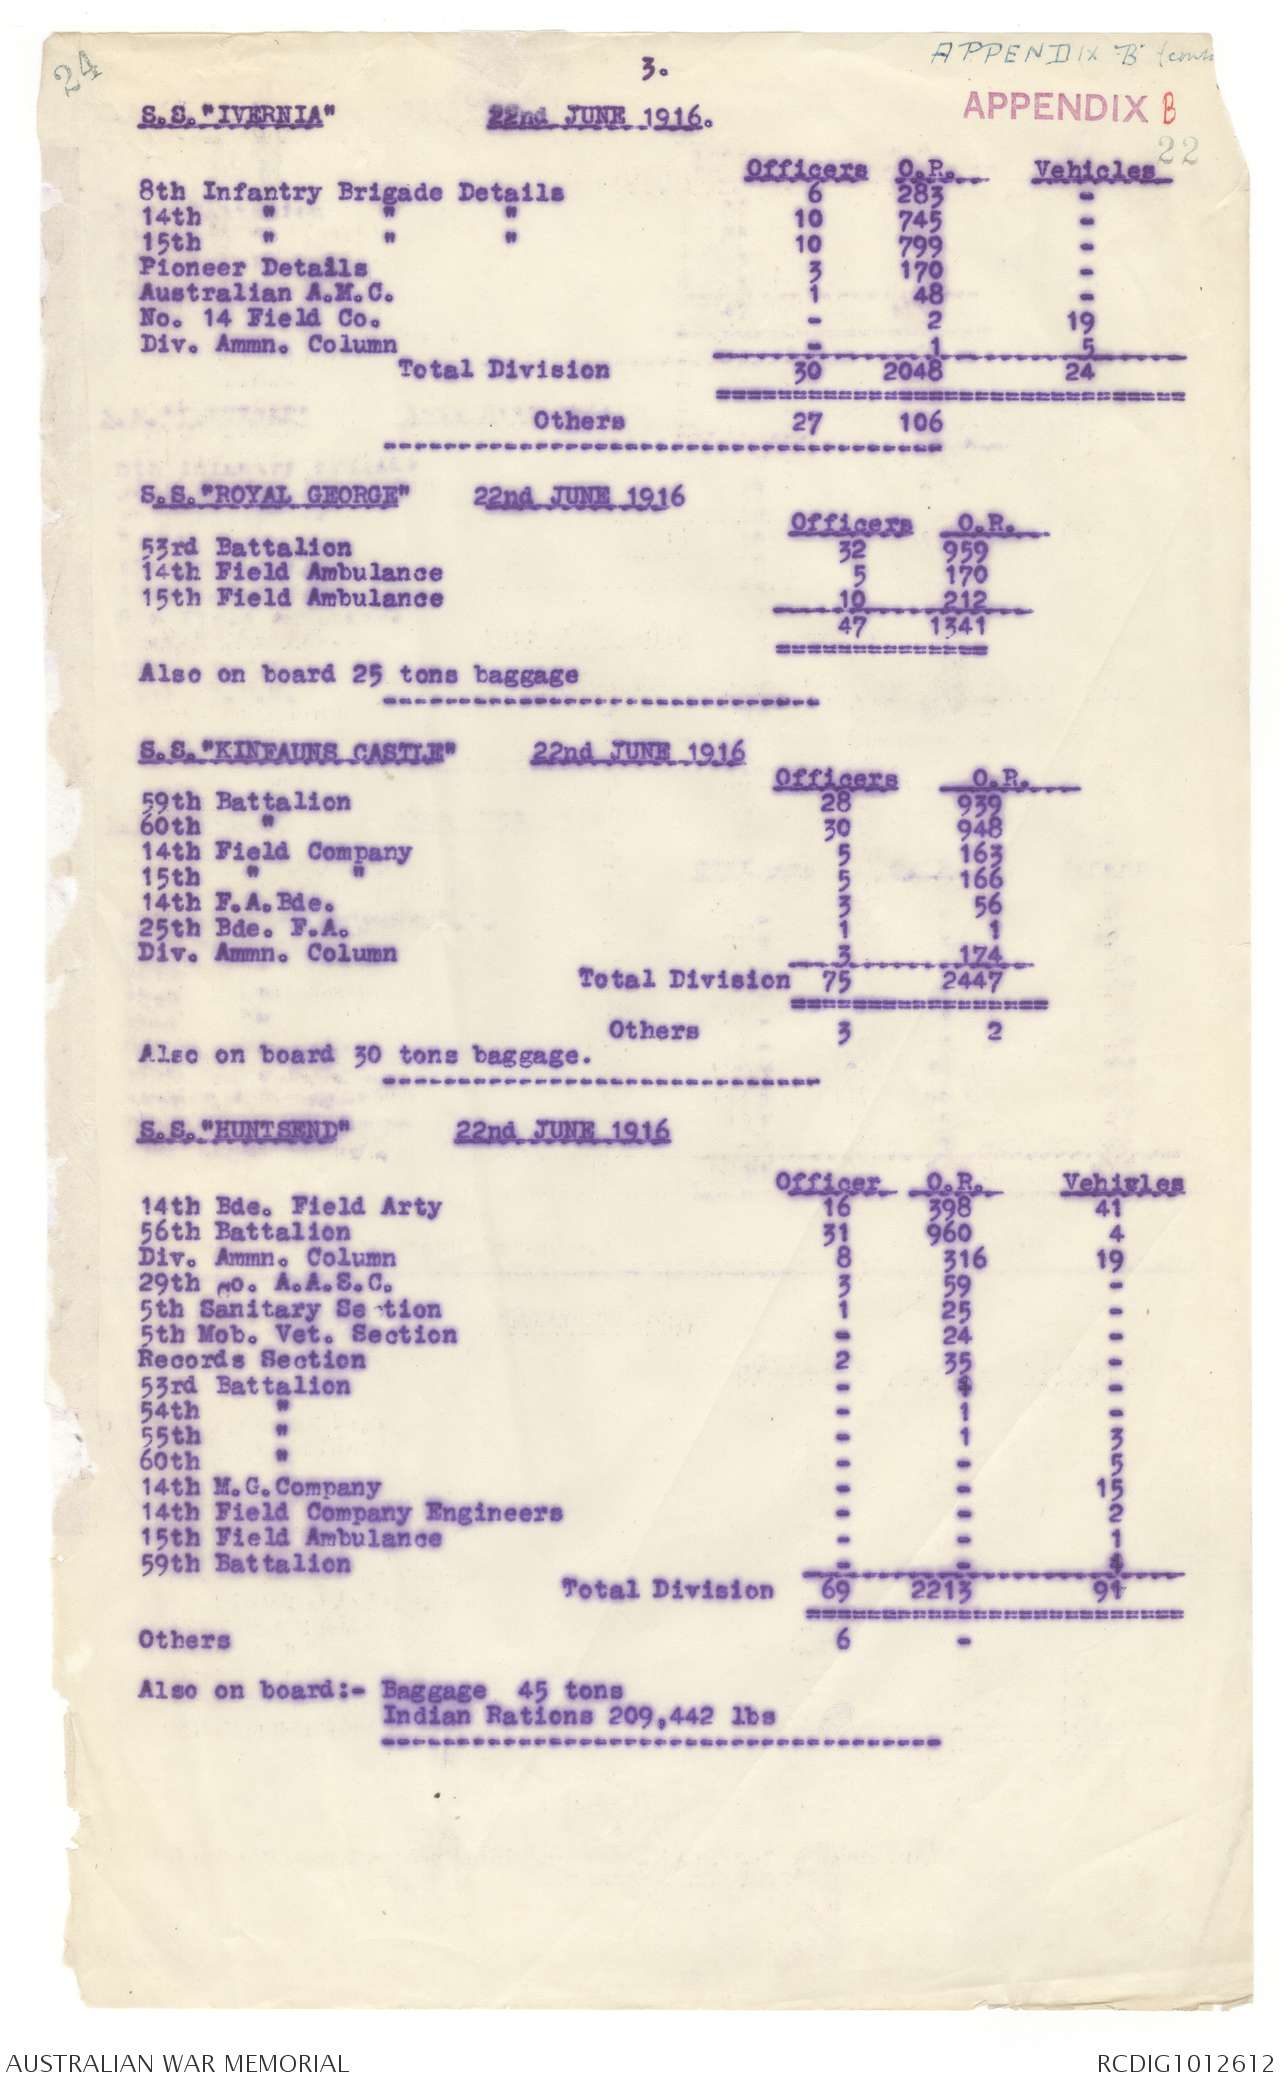 24
3.
APPENDIX "B"
APPENDIX B
22
S.S."IVERNIA" 22nd JUNE 1916.
Officers O.R. Vehicles
8th Infantry Brigade Details 6 283 -
14th " " " 10 745 -
15th " " " 10 799 -
Pioneer Details 3 170 -
Australian A.M.C. 1 48 -
No. 14 Field Co. - 2 19
Div. Ammn. Column - 1 5
Total Division 30 2048 24
Others 27 106
S.S."ROYAL GEORGE" 22nd JUNE 1916
Officers O.R.
53rd Battalion 32 959
14th Field Ambulance 5 170
15th Field Ambulance 10 212
47 1341
Also on board 25 tons baggage
S.S."KINFAUNS CASTLE" 22nd JUNE 1916
Officers O.R.
59th Battalion 28 939
60th " 30 948
14th Field Company 5 163
15th " " 5 166
14th F.A.Bde. 3 56
25th Bde. F.A. 1 1
Div. Ammn. Column 3 174
Total Division 75 2447
Others 3 2
Also on board 30 tons baggage.
S.S."HUNTSEND" 22nd JUNE 1916
Officer O.R. Vehicles
14th Bde. Field Arty 16 398 41
56th Battalion 31 960 4
Div. Ammn. Column 8 316 19
29th Co. A.A.S.C. 3 59 -
5th Sanitary Section 1 25 -
5th Mob. Vet. Section - 24 -
Records Section 2 35 -
53rd Battalion - 4 -
54th " - 1 -
55th " - 1 3
60th " - - 5
14th M.G.Company - - 15
14th Field Company Engineers - - 2
15th Field Ambulance - - 1
59th Battalion - - 4
Total Division 69 2213 91
Others 6 -
Also on board:- Baggage 45 tons
Indian Rations 209,442 lbs
AUSTRALIAN WAR MEMORIAL RCDIG1012612